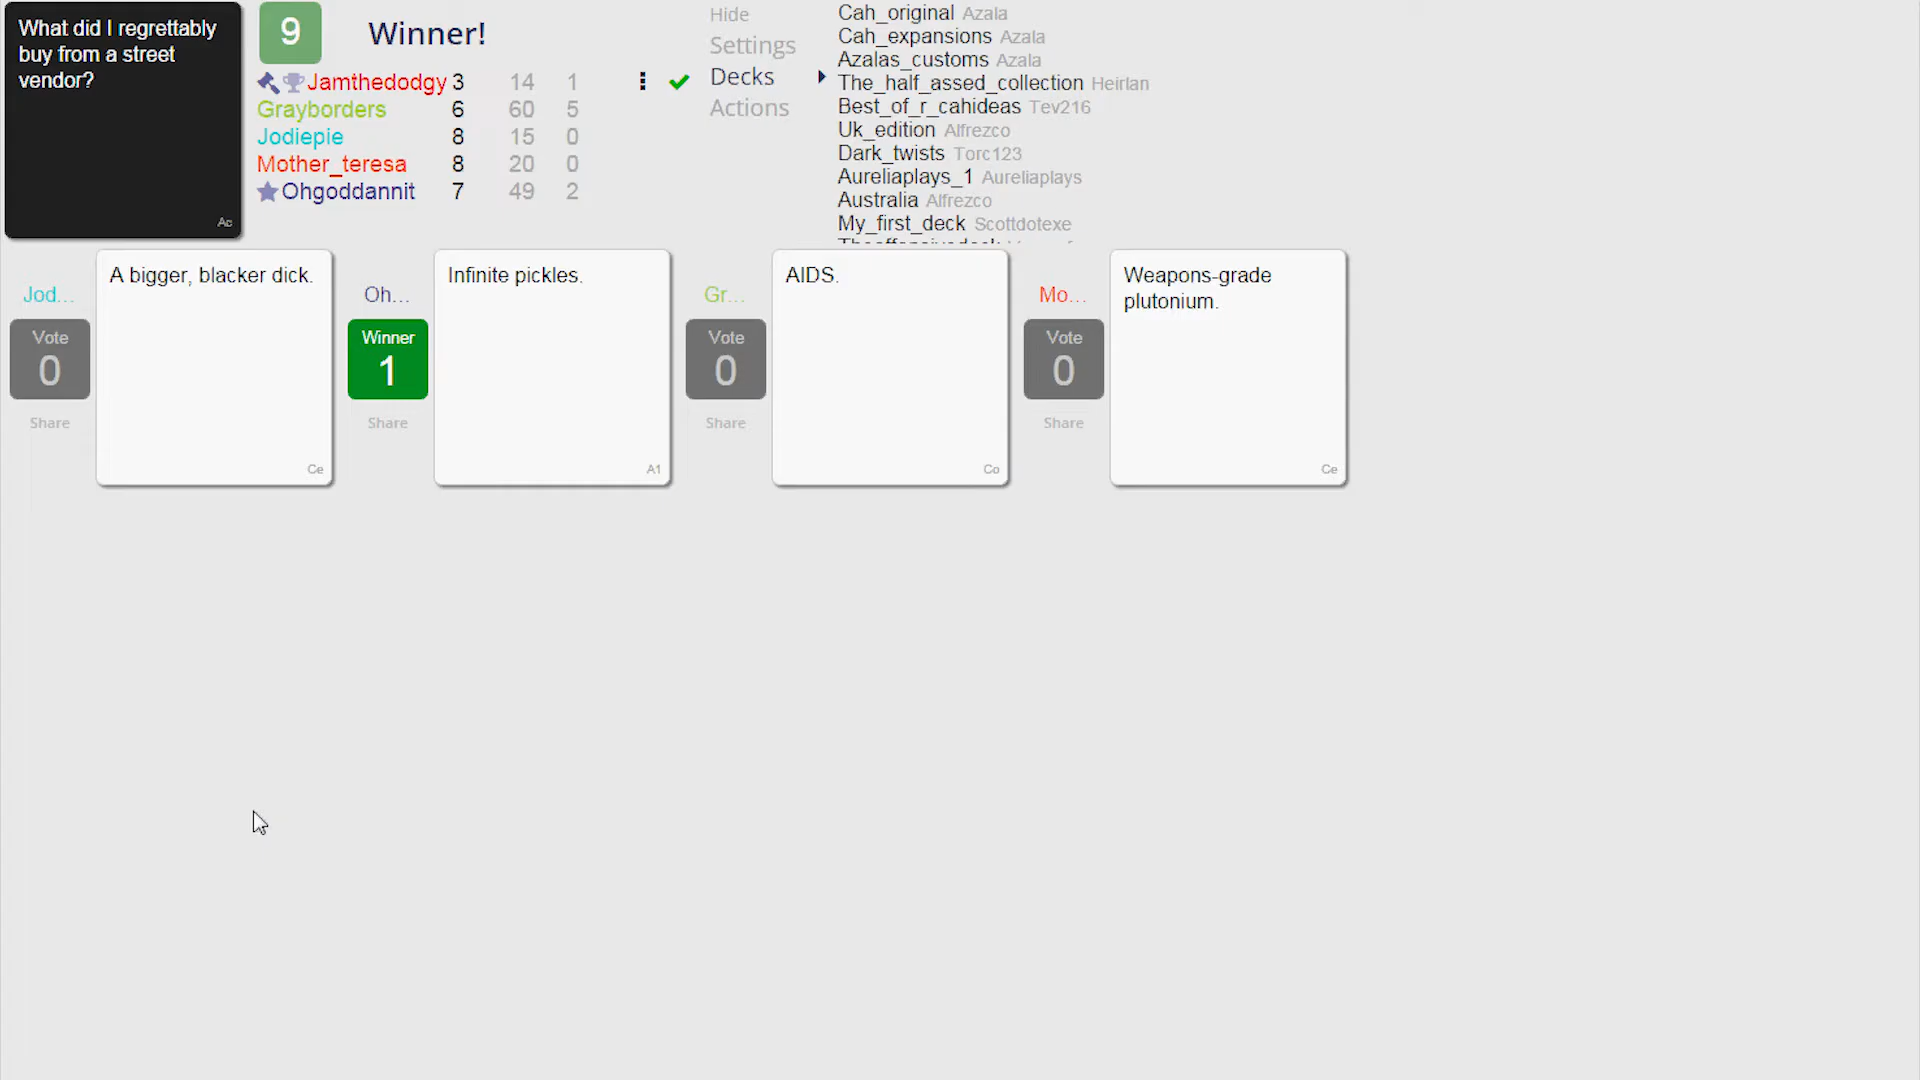 What did I regrettably
buy from a street
vendor?
Ac
9
Winner!
Jamthedodgy 3 14 1
Grayborders 6 60 5
Jodiepie 8 15 0
Mother_teresa 8 20 0
Ohgoddannit 7 49 2
Hide
Settings
Decks
Actions
Cah_original Azala
Cah_expansions Azala
Azalas_customs Azala
The_half_assed_collection Heirlan
Best_of_r_cahideas Tev216
Uk_edition Alfrezco
Dark_twists Torc123
Aureliaplays_1 Aureliaplays
Australia Alfrezco
My_first_deck Scottdotexe
Jod...
Vote
0
Share
A bigger, blacker dick.
Ce
Oh...
Winner
1
Share
Infinite pickles.
A1
Gr...
Vote
0
Share
AIDS.
Co
Mo...
Vote
0
Share
Weapons-grade
plutonium.
Ce